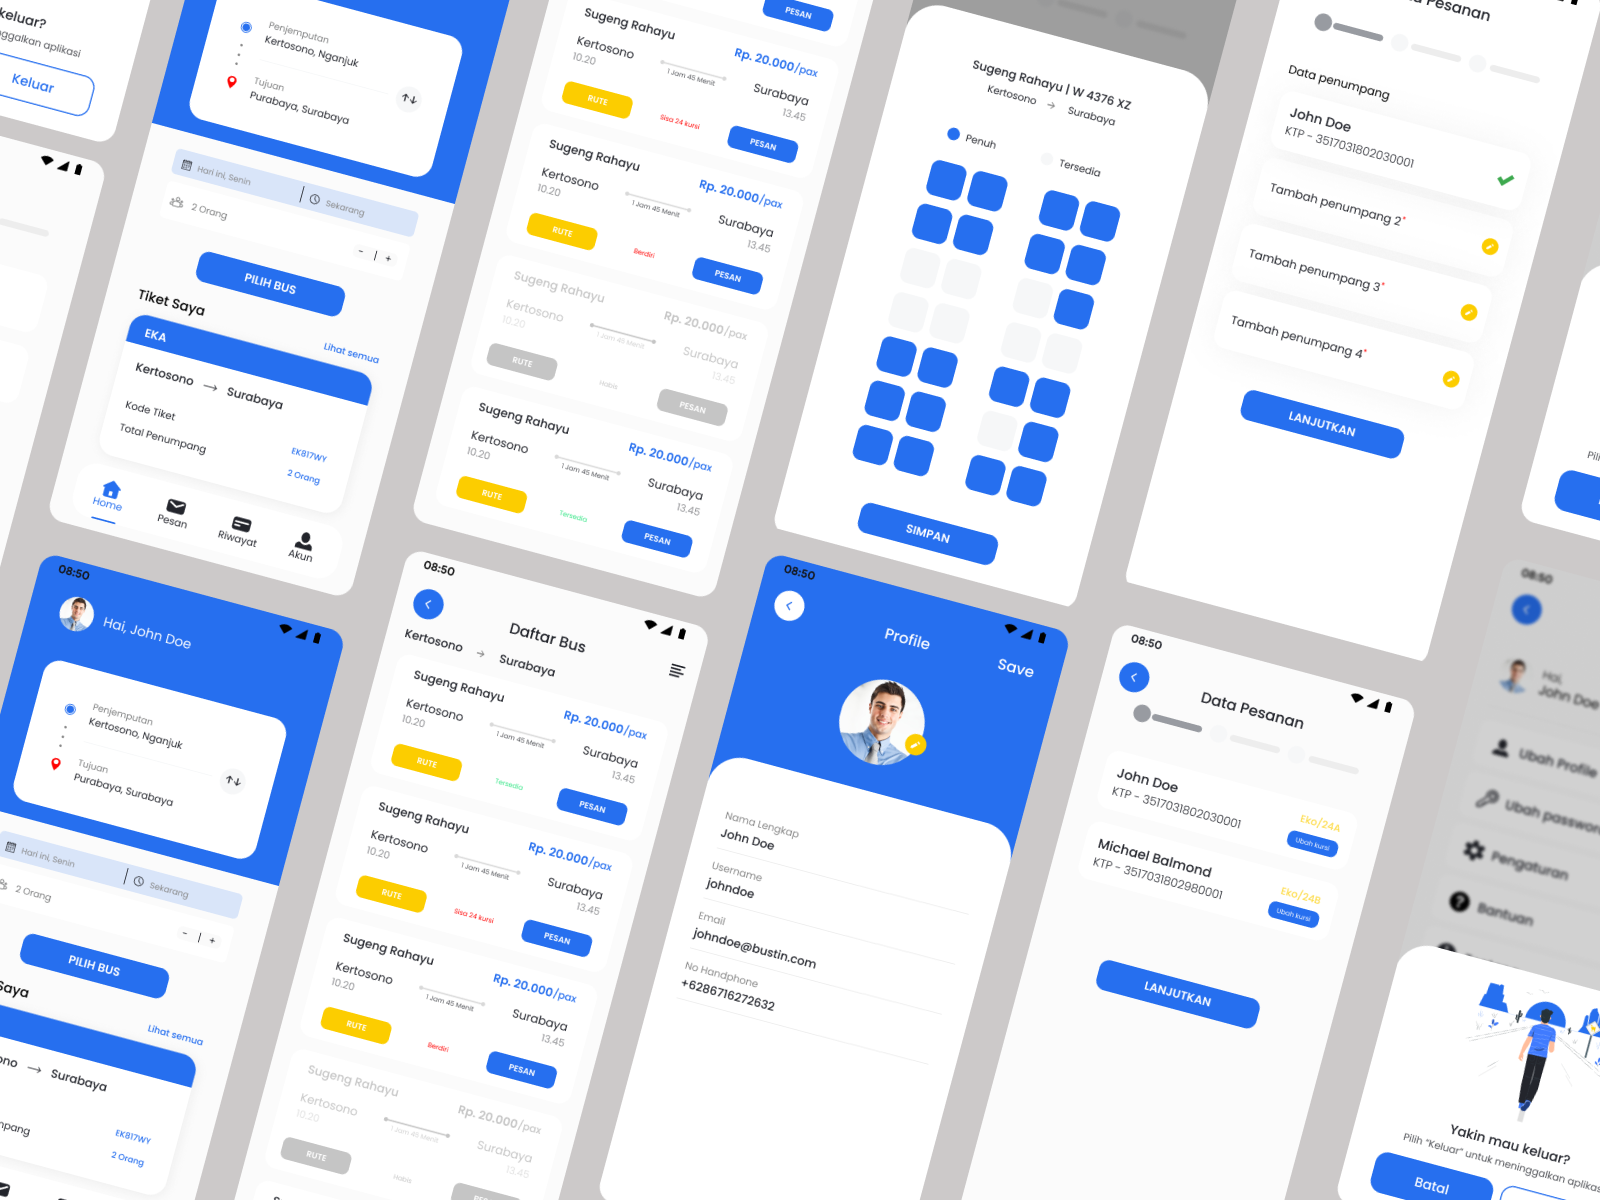 keluar?
nggalkan aplikasi
Keluar
Penjemputan
Kertosono, Nganjuk
Tujuan
Purabaya, Surabaya
Hari ini, Senin
Sekarang
2 Orang
- | +
PILIH BUS
Tiket Saya
Lihat semua
EKA
Kertosono → Surabaya
Kode Tiket
EK817WY
Total Penumpang
2 Orang
Home
Pesan
Riwayat
Akun
PESAN
Sugeng Rahayu
Rp. 20.000/pax
Kertosono
10.20
1 Jam 45 Menit
Surabaya
13.45
RUTE
Sisa 24 kursi
PESAN
Sugeng Rahayu
Rp. 20.000/pax
Kertosono
10.20
1 Jam 45 Menit
Surabaya
13.45
RUTE
Berdiri
PESAN
Sugeng Rahayu
Rp. 20.000/pax
Kertosono
10.20
1 Jam 45 Menit
Surabaya
13.45
RUTE
Habis
PESAN
Sugeng Rahayu
Rp. 20.000/pax
Kertosono
10.20
1 Jam 45 Menit
Surabaya
13.45
RUTE
Tersedia
PESAN
Sugeng Rahayu | W 4376 XZ
Kertosono → Surabaya
Penuh
Tersedia
SIMPAN
Pesanan
Data penumpang
John Doe
KTP - 3517031802030001
Tambah penumpang 2*
Tambah penumpang 3*
Tambah penumpang 4*
LANJUTKAN
08:50
Hai, John Doe
Penjemputan
Kertosono, Nganjuk
Tujuan
Purabaya, Surabaya
Hari ini, Senin
Sekarang
2 Orang
- | +
PILIH BUS
Saya
Lihat semua
→ Surabaya
EK817WY
2 Orang
08:50
Daftar Bus
Kertosono → Surabaya
Sugeng Rahayu
Rp. 20.000/pax
Kertosono
10.20
1 Jam 45 Menit
Surabaya
13.45
RUTE
Tersedia
PESAN
Sugeng Rahayu
Rp. 20.000/pax
Kertosono
10.20
1 Jam 45 Menit
Surabaya
13.45
RUTE
Sisa 24 kursi
PESAN
Sugeng Rahayu
Rp. 20.000/pax
Kertosono
10.20
1 Jam 45 Menit
Surabaya
13.45
RUTE
Berdiri
PESAN
Sugeng Rahayu
Rp. 20.000/pax
Kertosono
10.20
1 Jam 45 Menit
Surabaya
13.45
RUTE
Habis
08:50
Profile
Save
Nama Lengkap
John Doe
Username
johndoe
Email
johndoe@bustin.com
No Handphone
+6286716272632
08:50
Data Pesanan
John Doe
KTP - 3517031802030001
Eko/24A
Ubah kursi
Michael Balmond
KTP - 3517031802980001
Eko/24B
Ubah kursi
LANJUTKAN
08:50
Hai,
John Doe
Ubah Profile
Ubah password
Pengaturan
Bantuan
Yakin mau keluar?
Pilih "Keluar" untuk meninggalkan aplikasi
Batal